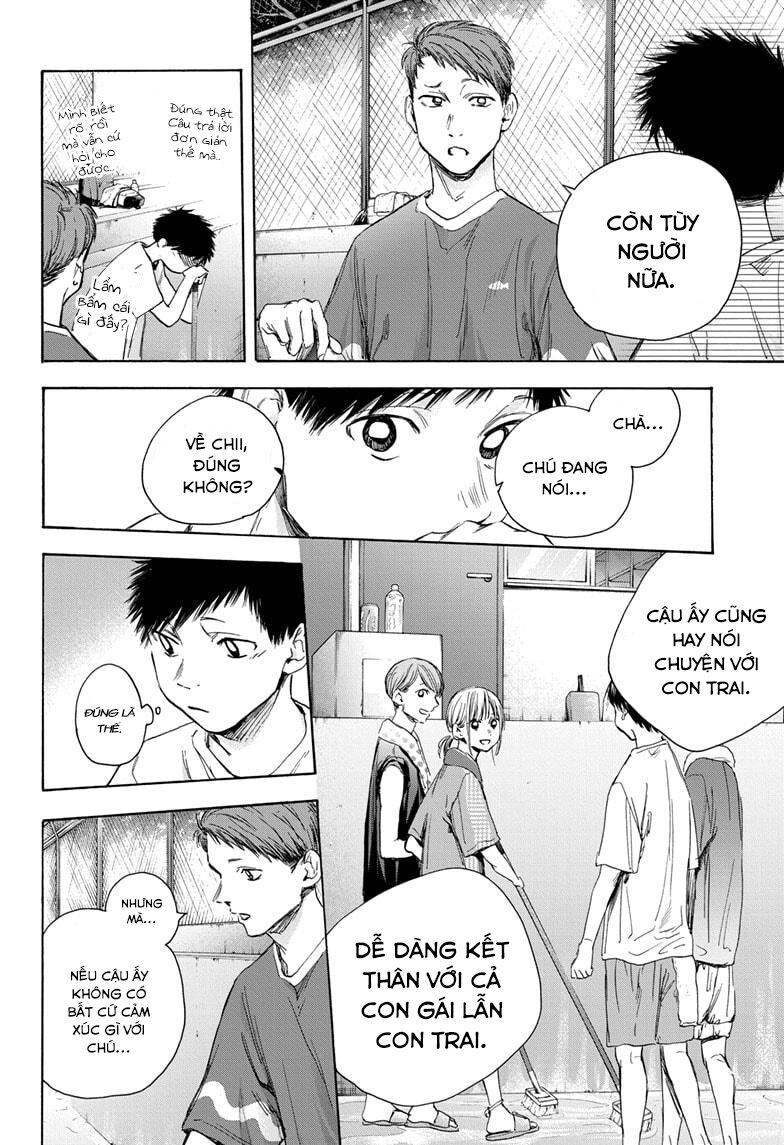 CÒN TÙY
NGƯỜI
NỮA.
Đúng thật
Câu trả lời
đơn giản
thế mà..
Mình biết
rõ rồi
mà vẫn cứ
hỏi cho
được...
Lẩm
Bẩm cái
gì đấy?
CHÀ...
CHÚ ĐANG
NÓI...
VỀ CHII,
ĐÚNG
KHÔNG?
CẬU ẤY CŨNG
HAY NÓI
CHUYỆN VỚI
CON TRAI.
ĐÚNG LÀ
THẾ.
DỄ DÀNG KẾT
THÂN VỚI CẢ
CON GÁI LẪN
CON TRAI.
NHƯNG
MÀ...
NẾU CẬU ẤY
KHÔNG CÓ
BẤT CỨ CẢM
XÚC GÌ VỚI
CHÚ...